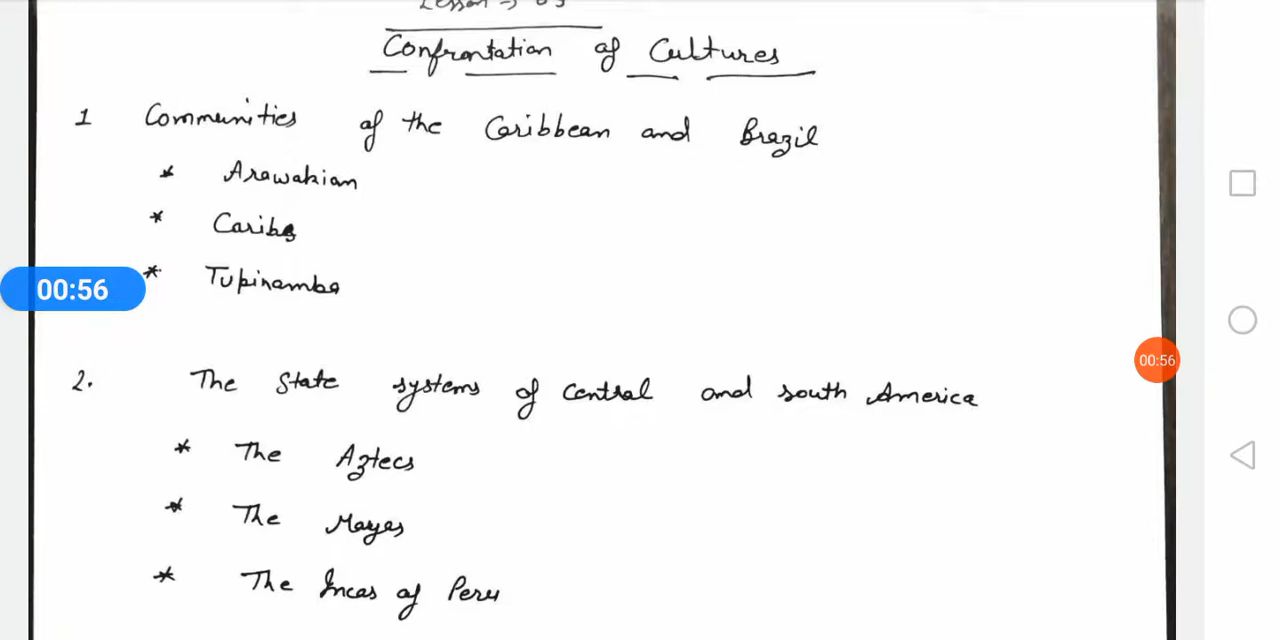 Confrontation of Cultures
1 Communities of the Caribbean and Brazil
* Arawakian
* Caribs
* Tupinamba
00:56
00:56
2. The State systems of Central and south America
* The Aztecs
* The Mayas
* The Incas of Peru